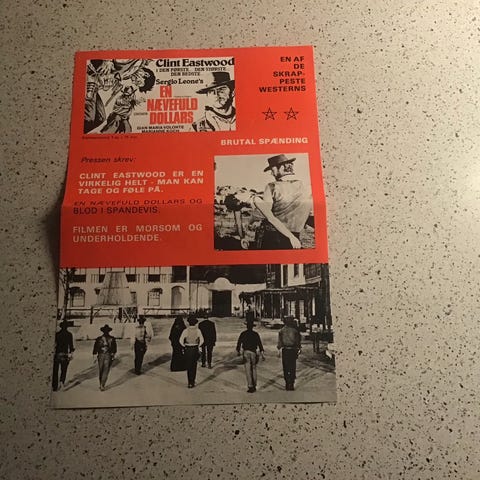 Clint Eastwood
I DEN FØRSTE. DEN STØRSTE.
DEN BEDSTE.
Sergio Leone's
EN
NÆVEFULD
DOLLARS
GIAN MARIA VOLONTE
MARIANNE KOCH
EN AF
DE
SKRAP-
PESTE
WESTERNS
BRUTAL SPÆNDING
Pressen skrev:
CLINT EASTWOOD ER EN
VIRKELIG HELT - MAN KAN
TAGE OG FØLE PÅ.
EN NÆVEFULD DOLLARS OG
BLOD I SPANDEVIS.
FILMEN ER MORSOM OG
UNDERHOLDENDE.